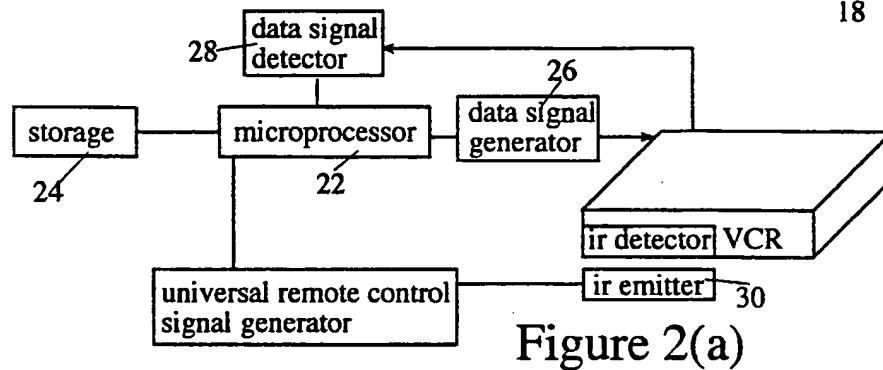 18
data signal
detector
28
26
data signal
generator
storage
microprocessor
24
22
ir detector
VCR
universal remote control
signal generator
ir emitter
30
Figure 2(a)